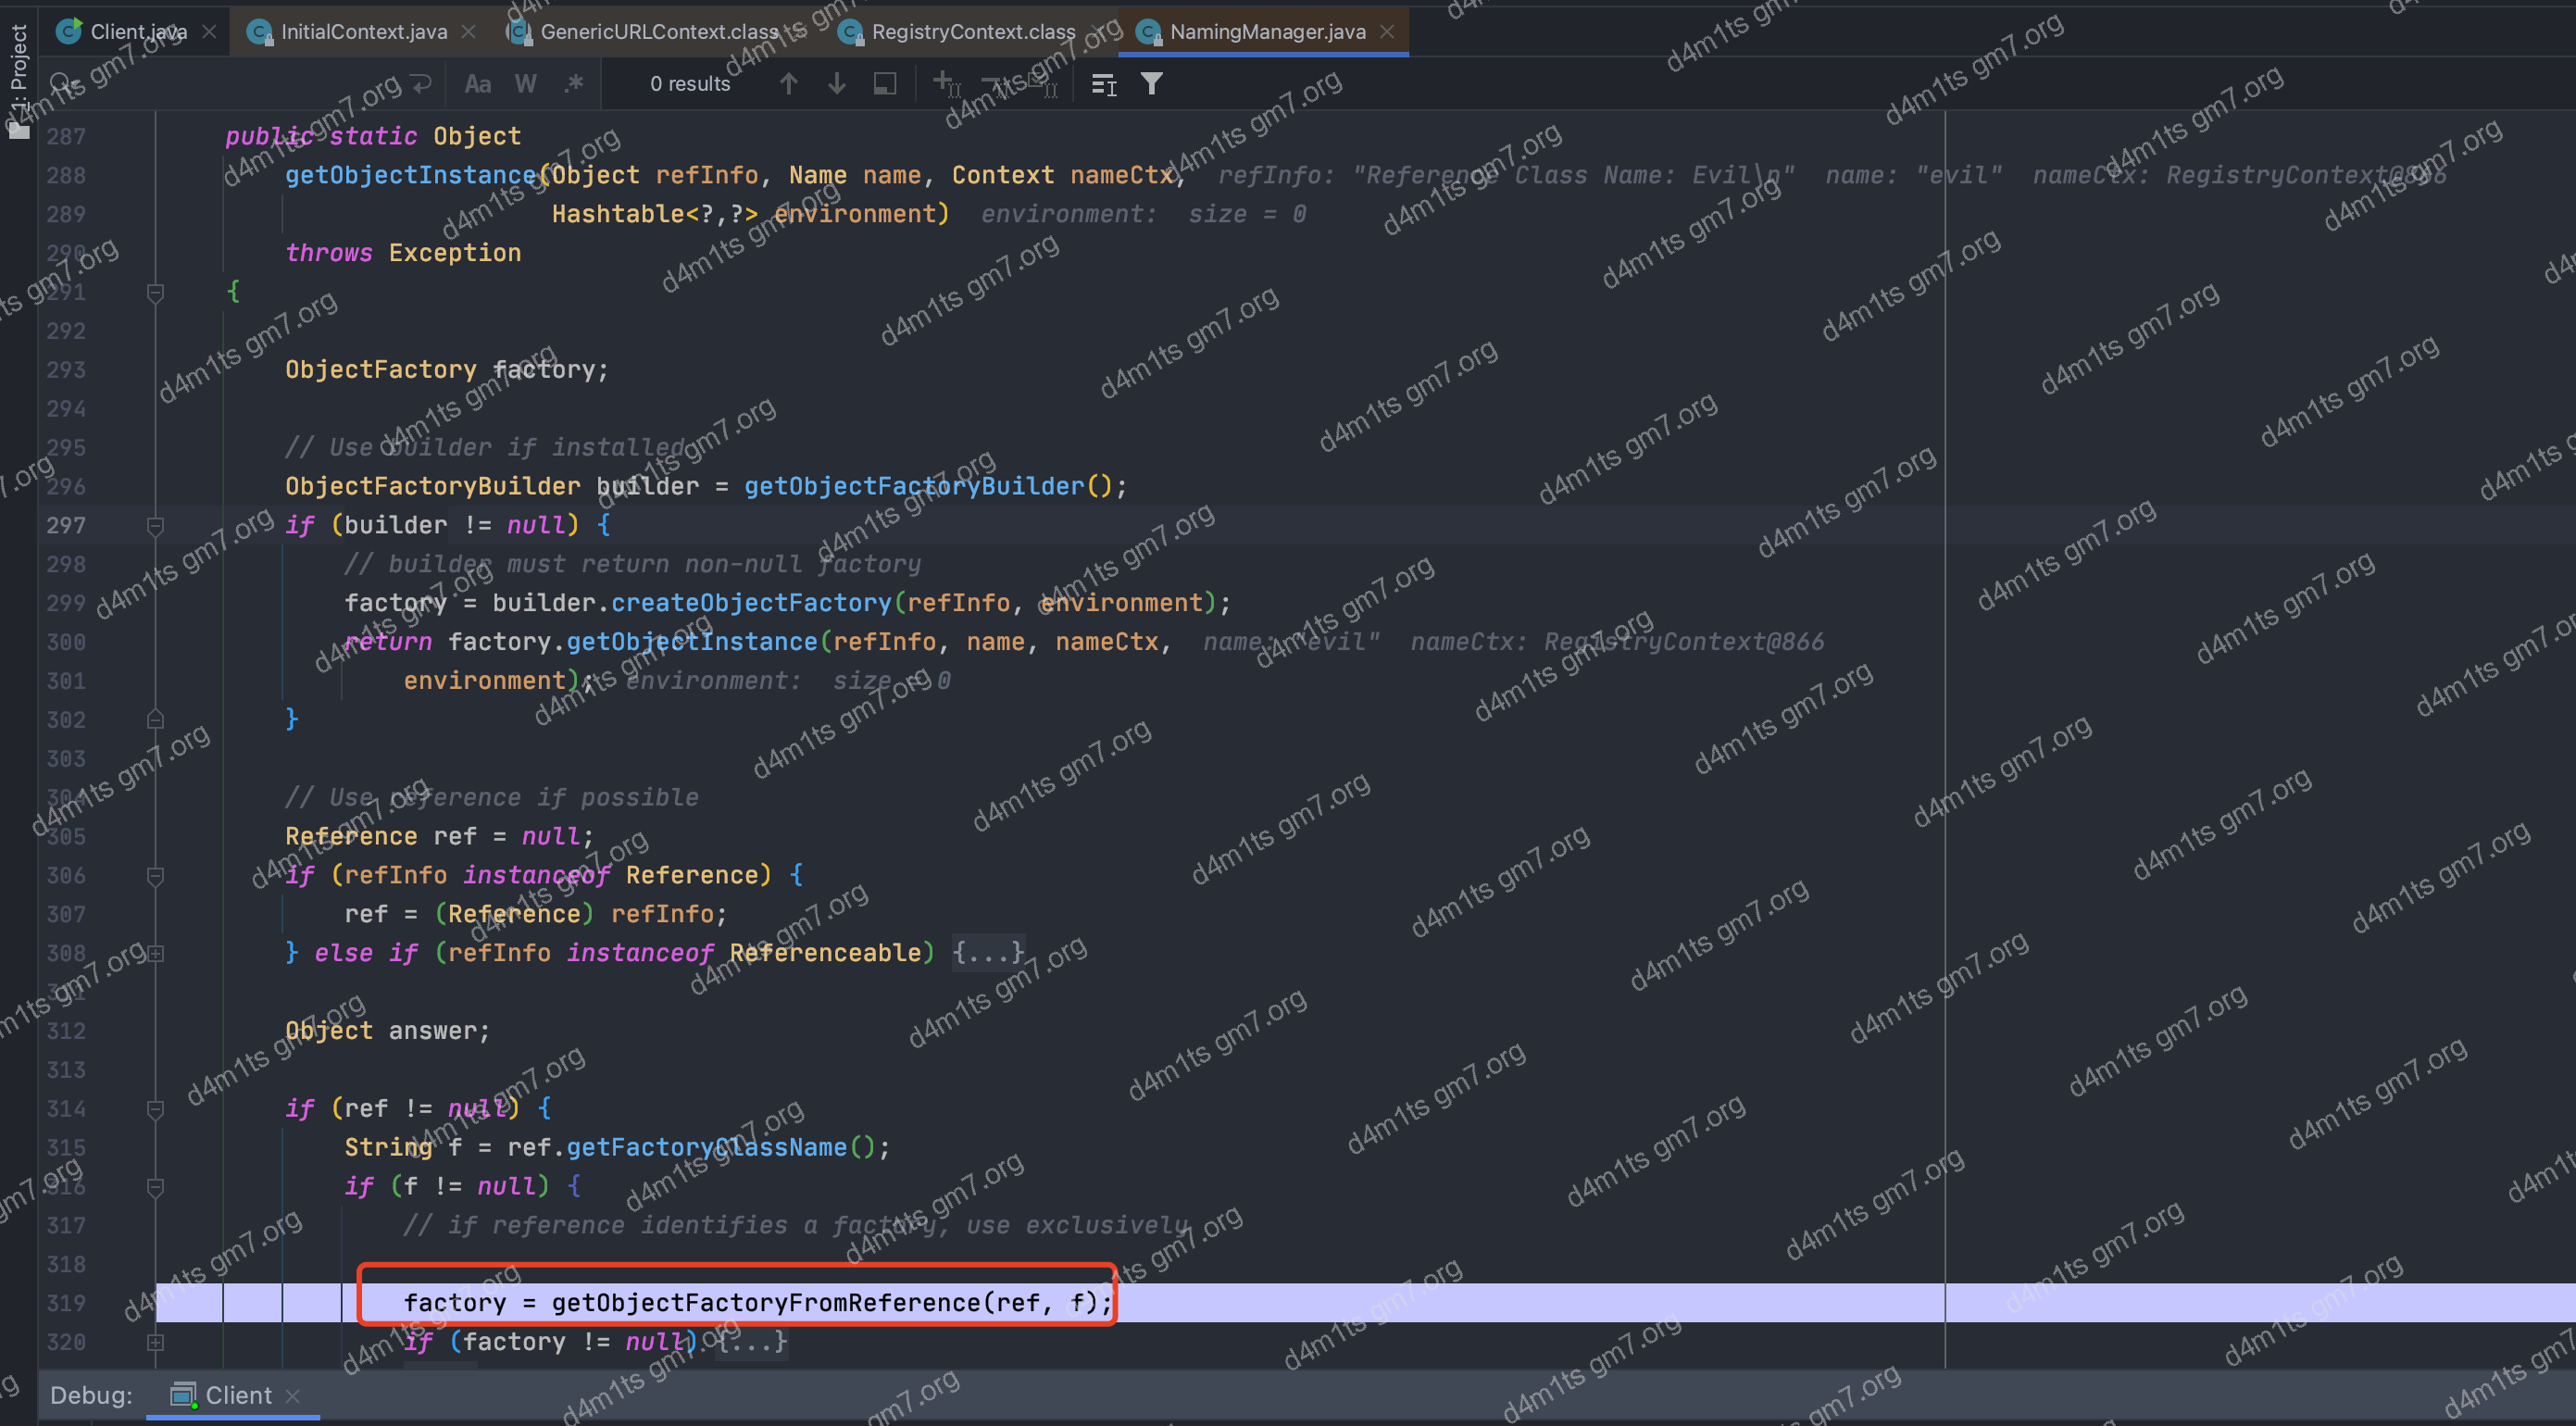 1: Project
Client.java
InitialContext.java
GenericURLContext.class
RegistryContext.class
NamingManager.java
Aa W .* 0 results
287 public static Object
288 getObjectInstance(Object refInfo, Name name, Context nameCtx, refInfo: "Reference Class Name: Evil\n" name: "evil" nameCtx: RegistryContext@866
289 Hashtable<?,?> environment) environment: size = 0
290 throws Exception
291 {
292
293 ObjectFactory factory;
294
295 // Use builder if installed
296 ObjectFactoryBuilder builder = getObjectFactoryBuilder();
297 if (builder != null) {
298 // builder must return non-null factory
299 factory = builder.createObjectFactory(refInfo, environment);
300 return factory.getObjectInstance(refInfo, name, nameCtx, name: "evil" nameCtx: RegistryContext@866
301 environment); environment: size = 0
302 }
303
304 // Use reference if possible
305 Reference ref = null;
306 if (refInfo instanceof Reference) {
307 ref = (Reference) refInfo;
308 } else if (refInfo instanceof Referenceable) {...}
311
312 Object answer;
313
314 if (ref != null) {
315 String f = ref.getFactoryClassName();
316 if (f != null) {
317 // if reference identifies a factory, use exclusively
318
319 factory = getObjectFactoryFromReference(ref, f);
320 if (factory != null) {...}
Debug: Client
d4m1ts gm7.org